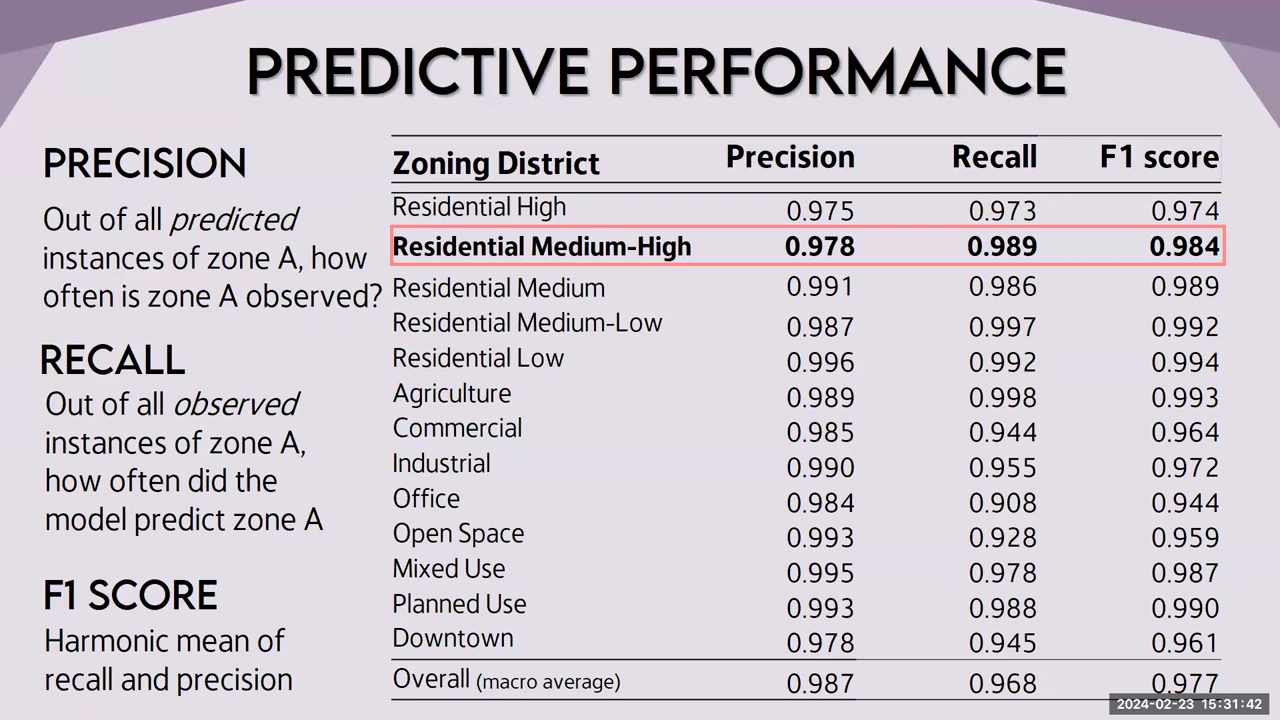 PREDICTIVE PERFORMANCE
PRECISION
Out of all predicted
instances of zone A, how
often is zone A observed?
RECALL
Out of all observed
instances of zone A,
how often did the
model predict zone A
F1 SCORE
Harmonic mean of
recall and precision
Zoning District Precision Recall F1 score
Residential High 0.975 0.973 0.974
Residential Medium-High 0.978 0.989 0.984
Residential Medium 0.991 0.986 0.989
Residential Medium-Low 0.987 0.997 0.992
Residential Low 0.996 0.992 0.994
Agriculture 0.989 0.998 0.993
Commercial 0.985 0.944 0.964
Industrial 0.990 0.955 0.972
Office 0.984 0.908 0.944
Open Space 0.993 0.928 0.959
Mixed Use 0.995 0.978 0.987
Planned Use 0.993 0.988 0.990
Downtown 0.978 0.945 0.961
Overall (macro average) 0.987 0.968 0.977
2024-02-23 15:31:42